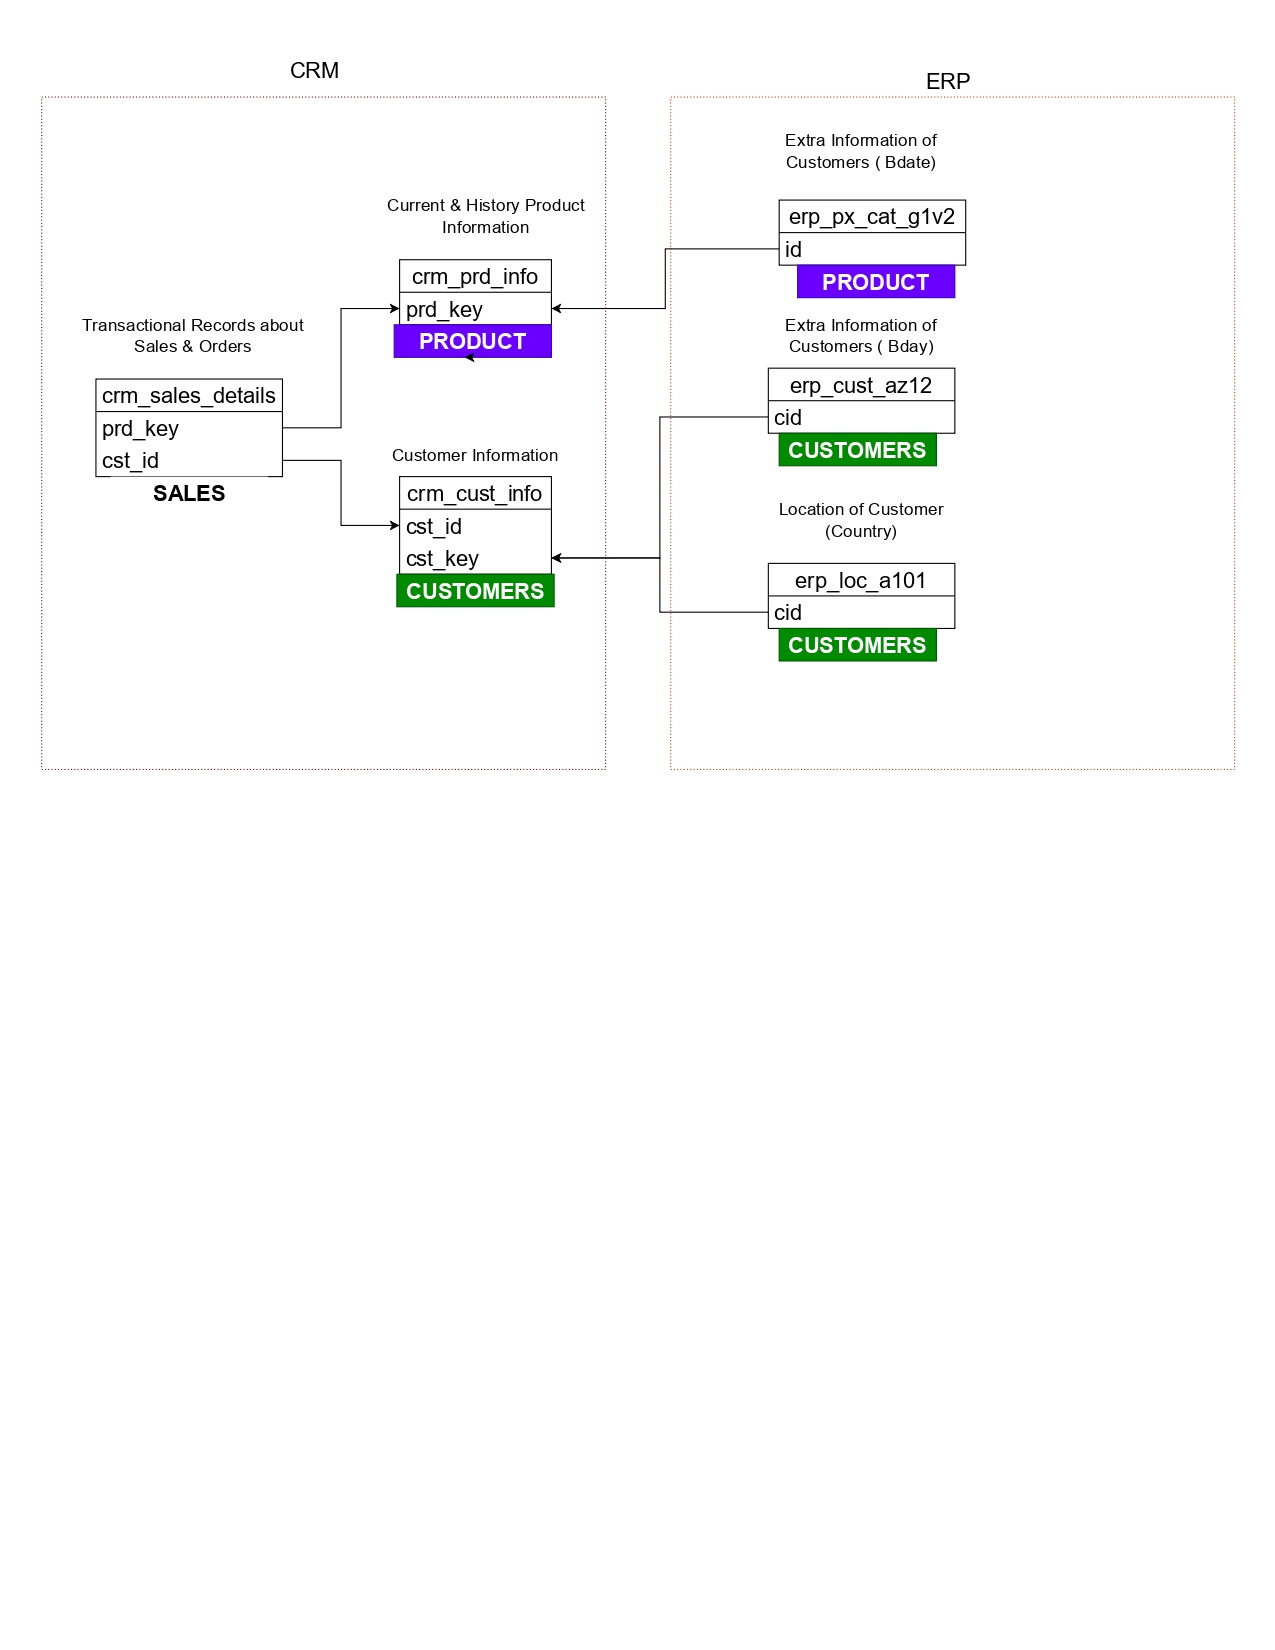 CRM
Current & History Product
Information
crm_prd_info
prd_key
PRODUCT
Transactional Records about
Sales & Orders
crm_sales_details
prd_key
cst_id
SALES
Customer Information
crm_cust_info
cst_id
cst_key
CUSTOMERS
ERP
Extra Information of
Customers ( Bdate)
erp_px_cat_g1v2
id
PRODUCT
Extra Information of
Customers ( Bday)
erp_cust_az12
cid
CUSTOMERS
Location of Customer
(Country)
erp_loc_a101
cid
CUSTOMERS